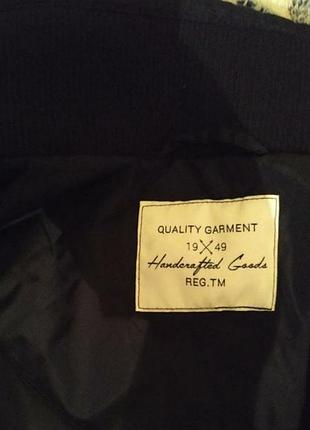 QUALITY GARMENT
19 X 49
Handcrafted Goods
REG.TM